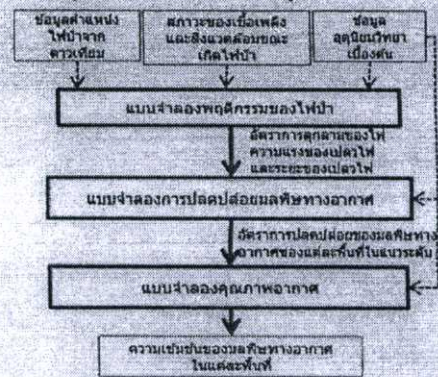 ข้อมูลตำแหน่ง
ไฟป่าจาก
ดาวเทียม
สภาวะของเชื้อเพลิง
และสิ่งแวดล้อมขณะ
เกิดไฟป่า
ข้อมูล
อุตุนิยมวิทยา
เบื้องต้น
แบบจำลองพฤติกรรมของไฟป่า
อัตราการลุกลามของไฟ
ความแรงของเปลวไฟ
และระยะของเปลวไฟ
แบบจำลองการปลดปล่อยมลพิษทางอากาศ
อัตราการปลดปล่อยของมลพิษทาง
อากาศของแต่ละพื้นที่ในแนวระดับ
แบบจำลองคุณภาพอากาศ
ความเข้มข้นของมลพิษทางอากาศ
ในแต่ละพื้นที่